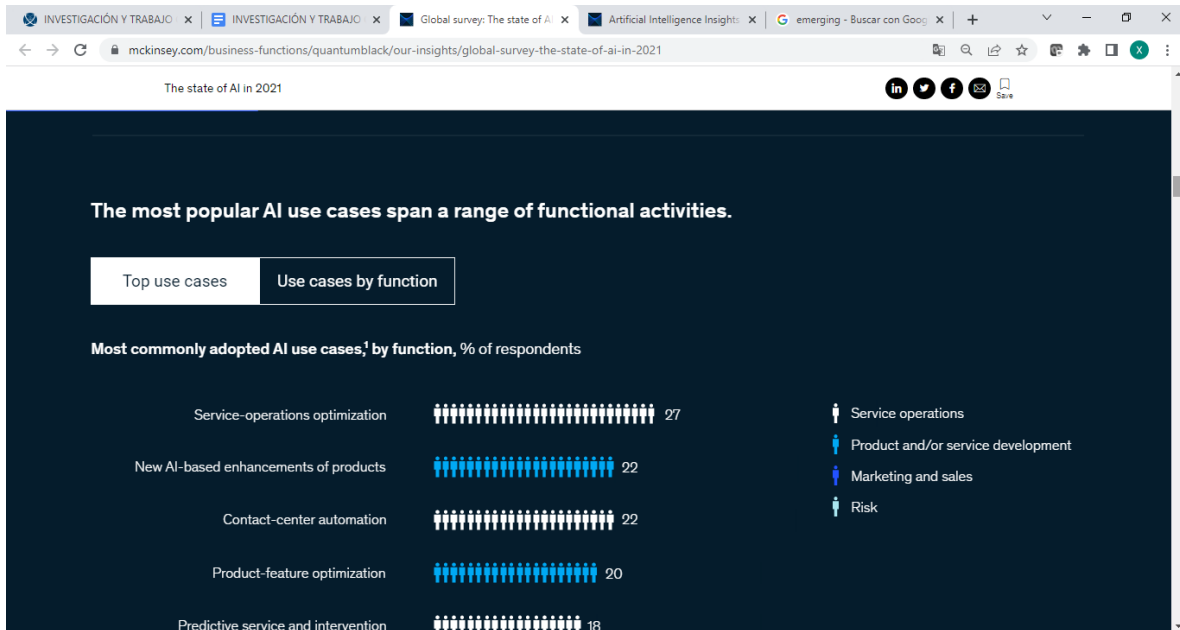 INVESTIGACIÓN Y TRABAJO
INVESTIGACIÓN Y TRABAJO
Global survey: The state of A
Artificial Intelligence Insights
emerging - Buscar con Goog
mckinsey.com/business-functions/quantumblack/our-insights/global-survey-the-state-of-ai-in-2021
X
The state of AI in 2021
in
f
Save
The most popular AI use cases span a range of functional activities.
Top use cases
Use cases by function
Most commonly adopted AI use cases,¹ by function, % of respondents
Service-operations optimization 27
New AI-based enhancements of products 22
Contact-center automation 22
Product-feature optimization 20
Predictive service and intervention 18
Service operations
Product and/or service development
Marketing and sales
Risk